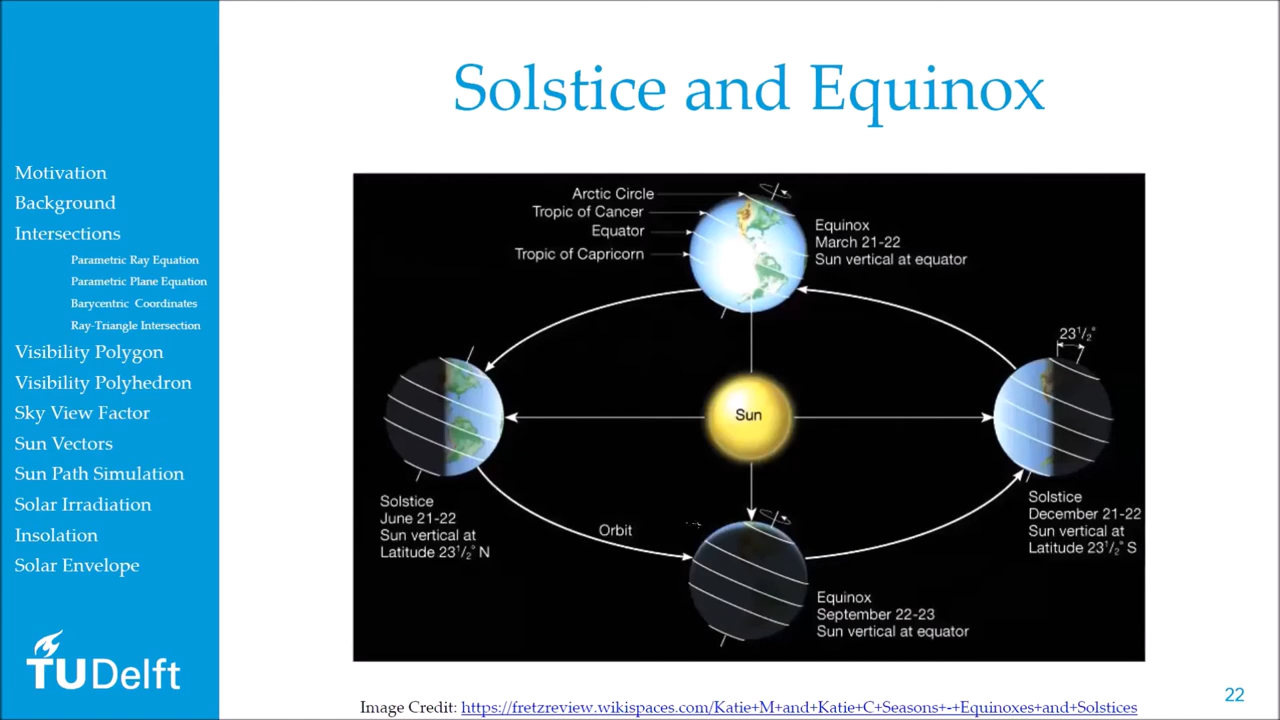 Solstice and Equinox
Motivation
Background
Intersections
Parametric Ray Equation
Parametric Plane Equation
Barycentric Coordinates
Ray-Triangle Intersection
Visibility Polygon
Visibility Polyhedron
Sky View Factor
Sun Vectors
Sun Path Simulation
Solar Irradiation
Insolation
Solar Envelope
TUDelft
Arctic Circle
Tropic of Cancer
Equator
Tropic of Capricorn
Equinox
March 21-22
Sun vertical at equator
23½°
Sun
Solstice
June 21-22
Sun vertical at
Latitude 23½° N
Orbit
Solstice
December 21-22
Sun vertical at
Latitude 23½° S
Equinox
September 22-23
Sun vertical at equator
Image Credit: https://fretzreview.wikispaces.com/Katie+M+and+Katie+C+Seasons+-+Equinoxes+and+Solstices
22